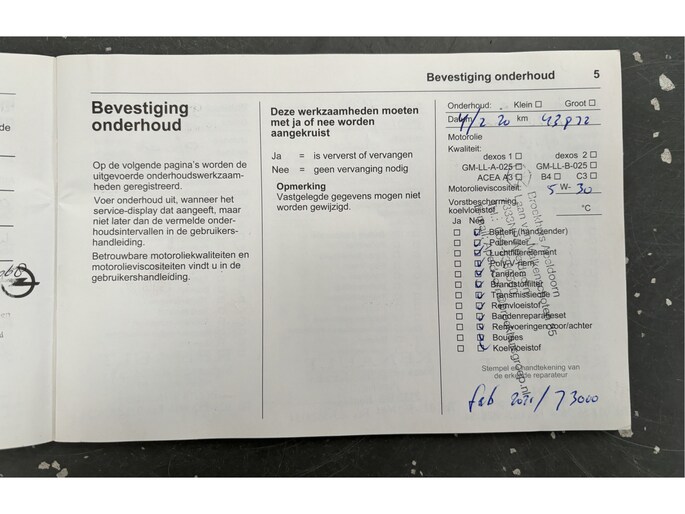 Bevestiging onderhoud 5
Bevestiging
onderhoud
Op de volgende pagina's worden de
uitgevoerde onderhoudswerkzaam-
heden geregistreerd.
Voer onderhoud uit, wanneer het
service-display dat aangeeft, maar
niet later dan de vermelde onder-
houdsintervallen in de gebruikers-
handleiding.
Betrouwbare motoroliekwaliteiten en
motorolieviscositeiten vindt u in de
gebruikershandleiding.
Deze werkzaamheden moeten
met ja of nee worden
aangekruist
Ja = is ververst of vervangen
Nee = geen vervanging nodig
Opmerking
Vastgelegde gegevens mogen niet
worden gewijzigd.
Onderhoud: Klein Groot
Datum 4/2 20 km
Motorolie
Kwaliteit:
dexos 1 dexos 2
GM-LL-A-025 GM-LL-B-025
ACEA A3 B4 C3
Motorolieviscositeit: 5 W- 30
Vorstbescherming
koelvloeistof °C
Ja Nee
Batterij (handzender)
Pollenfilter
Luchtfilterelement
Poly-V-riem
Tandriem
Brandstoffilter
Transmissieolie
Remvloeistof
Bandenreparatieset
Remvoeringen voor/achter
Bougies
Koelvloeistof
Stempel en handtekening van
de erkende reparateur
feb 2021 / 73000